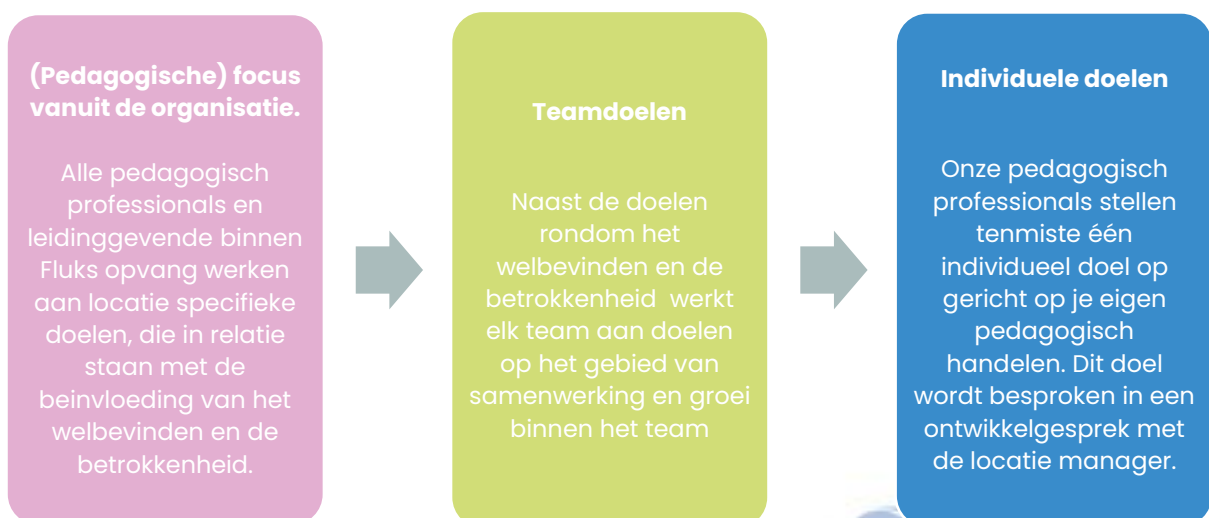 (Pedagogische) focus
vanuit de organisatie.
Alle pedagogisch
professionals en
leidinggevende binnen
Fluks opvang werken
aan locatie specifieke
doelen, die in relatie
staan met de
beinvloeding van het
welbevinden en de
betrokkenheid.
Teamdoelen
Naast de doelen
rondom het
welbevinden en de
betrokkenheid werkt
elk team aan doelen
op het gebied van
samenwerking en groei
binnen het team
Individuele doelen
Onze pedagogisch
professionals stellen
tenmiste één
individueel doel op
gericht op je eigen
pedagogisch
handelen. Dit doel
wordt besproken in een
ontwikkelgesprek met
de locatie manager.